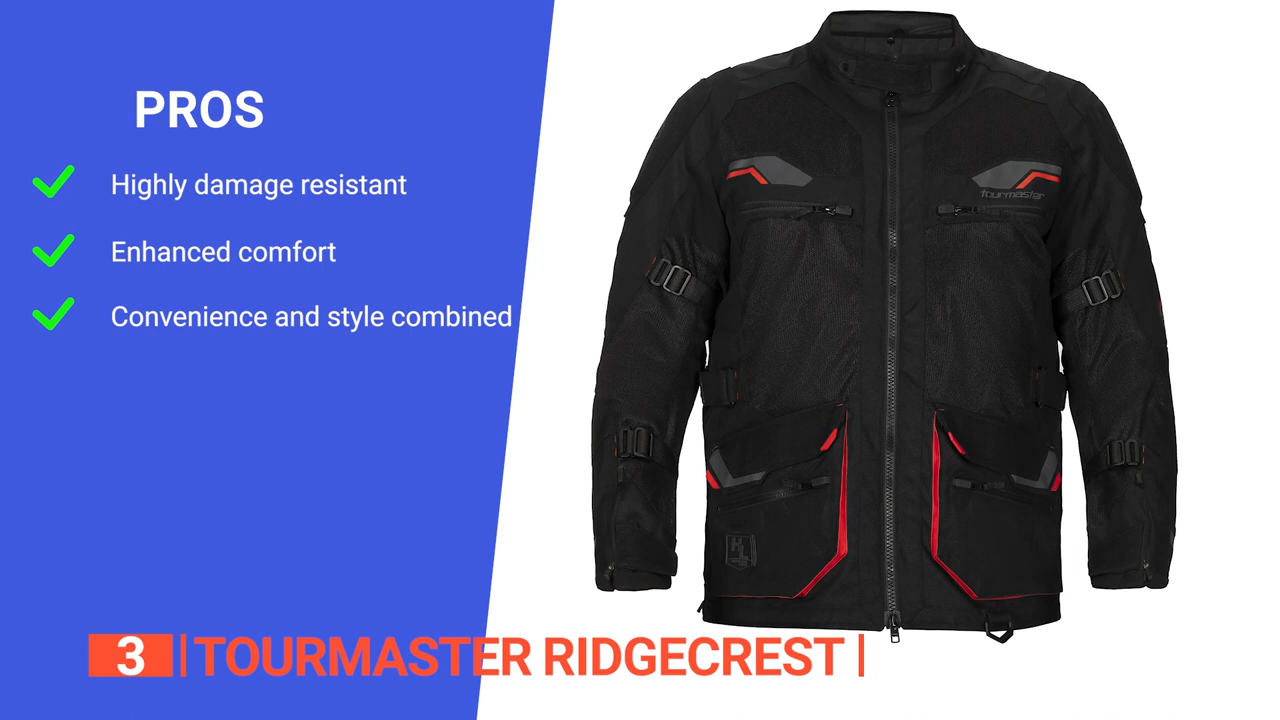 PROS
Highly damage resistant
Enhanced comfort
Convenience and style combined
tourmaster
3 | TOURMASTER RIDGECREST |